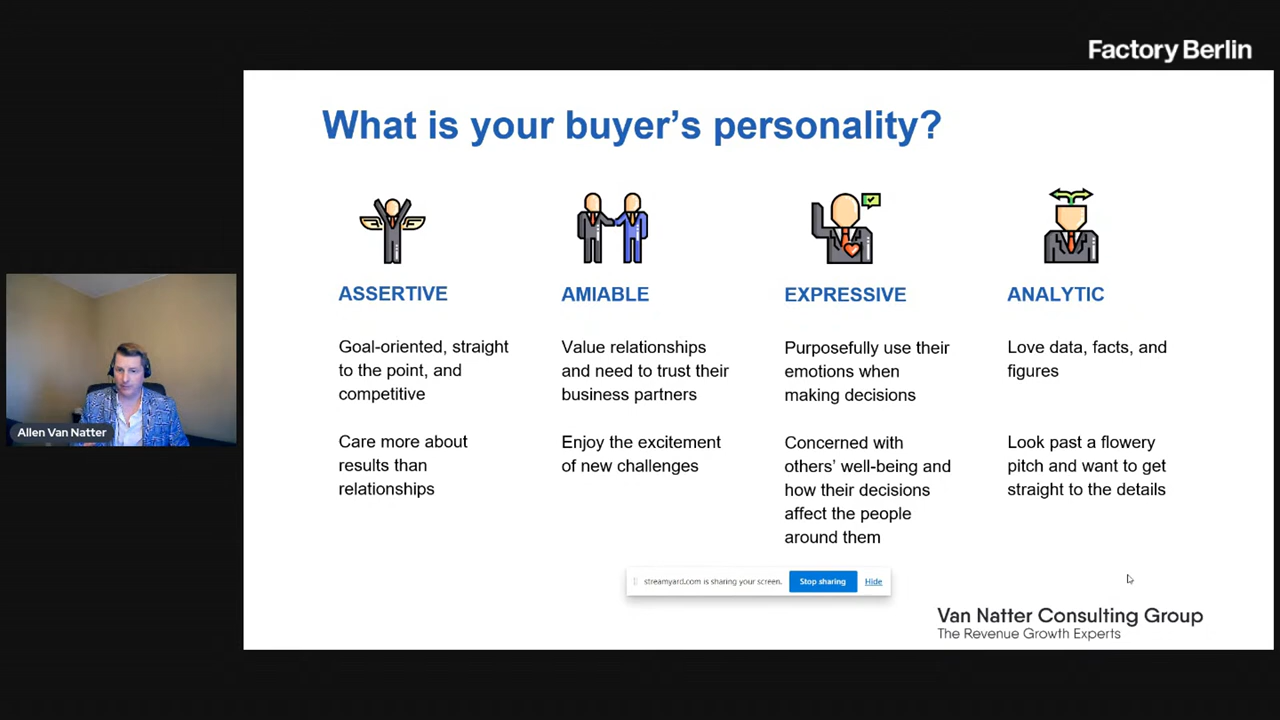 Factory Berlin
What is your buyer's personality?
ASSERTIVE
Goal-oriented, straight
to the point, and
competitive
Care more about
results than
relationships
AMIABLE
Value relationships
and need to trust their
business partners
Enjoy the excitement
of new challenges
EXPRESSIVE
Purposefully use their
emotions when
making decisions
Concerned with
others' well-being and
how their decisions
affect the people
around them
ANALYTIC
Love data, facts, and
figures
Look past a flowery
pitch and want to get
straight to the details
Allen Van Natter
streamyard.com is sharing your screen.
Stop sharing
Hide
Van Natter Consulting Group
The Revenue Growth Experts